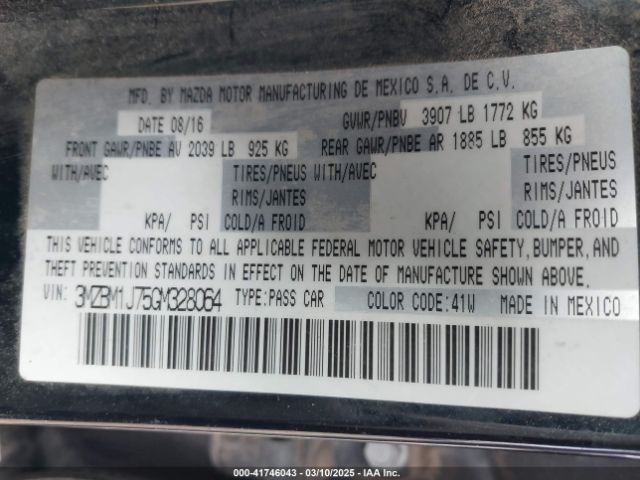 MFD. BY MAZDA MOTOR MANUFACTURING DE MEXICO S.A. DE C.V.
DATE 08/16 GVWR/PNBV 3907 LB 1772 KG
FRONT GAWR/PNBE AV 2039 LB 925 KG REAR GAWR/PNBE AR 1885 LB 855 KG
WITH/AVEC TIRES/PNEUS WITH/AVEC TIRES/PNEUS
RIMS/JANTES RIMS/JANTES
KPA/ PSI COLD/A FROID KPA/ PSI COLD/A FROID
THIS VEHICLE CONFORMS TO ALL APPLICABLE FEDERAL MOTOR VEHICLE SAFETY, BUMPER, AND
THEFT PREVENTION STANDARDS IN EFFECT ON THE DATE OF MANUFACTURE SHOWN ABOVE.
VIN: 3MZBM1J75GM328064 TYPE:PASS CAR COLOR CODE:41W MADE IN MEXICO
000-41746043 — 03/10/2025 — IAA Inc.